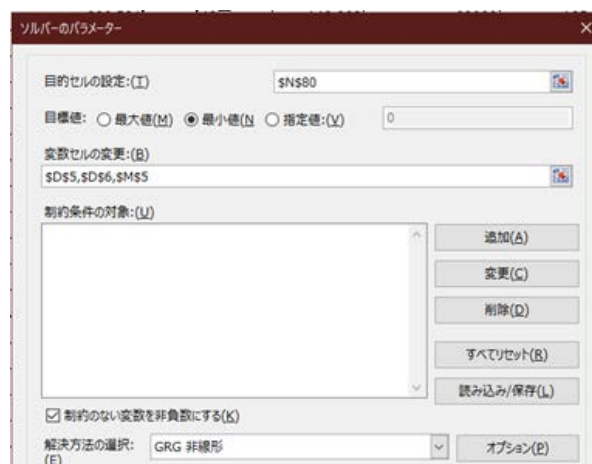 ソルバーのパラメーター
目的セルの設定:(T)
$N$80
目標値:
最大値(M)
最小値(N
指定値:(V)
0
変数セルの変更:(B)
$D$5,$D$6,$M$5
制約条件の対象:(U)
追加(A)
変更(C)
削除(D)
すべてリセット(R)
読み込み/保存(L)
制約のない変数を非負数にする(K)
解決方法の選択:
(E)
GRG 非線形
オプション(P)